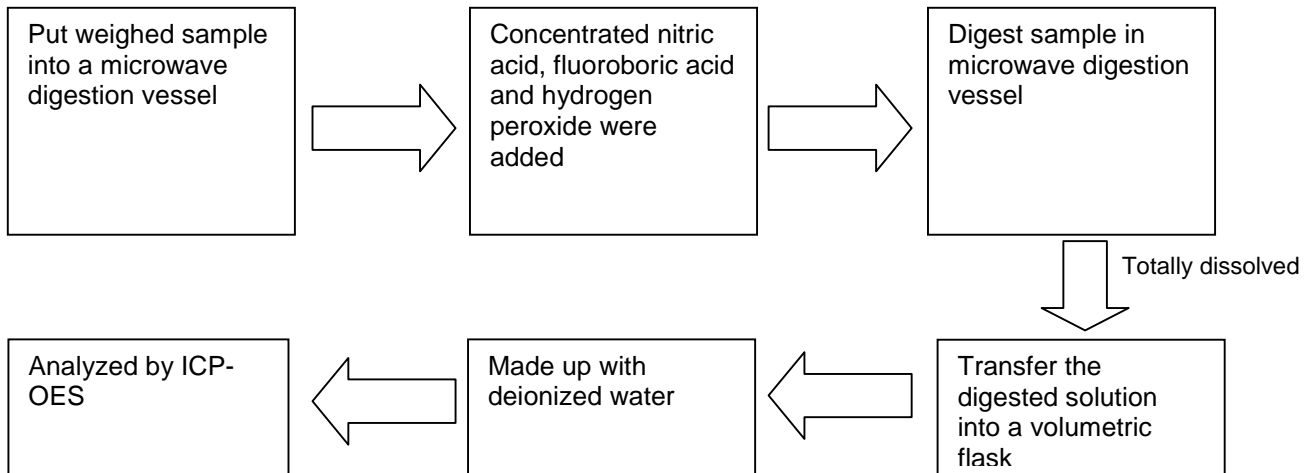 Put weighed sample
into a microwave
digestion vessel
Concentrated nitric
acid, fluoroboric acid
and hydrogen
peroxide were
added
Digest sample in
microwave digestion
vessel
Totally dissolved
Transfer the
digested solution
into a volumetric
flask
Made up with
deionized water
Analyzed by ICP-
OES